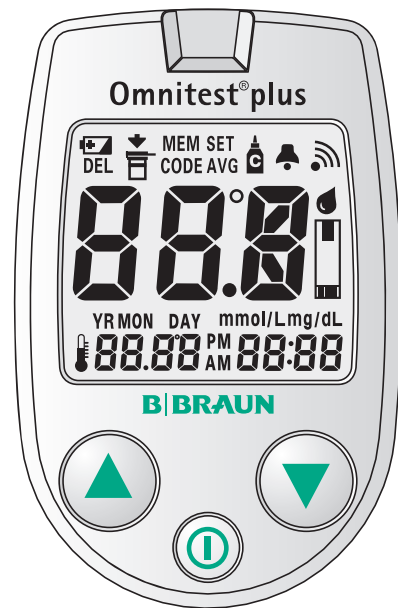 Omnitest®plus
MEM SET
DEL CODE AVG C
88.8
YR MON DAY mmol/L mg/dL
88.88 PM 88:88
AM
B|BRAUN